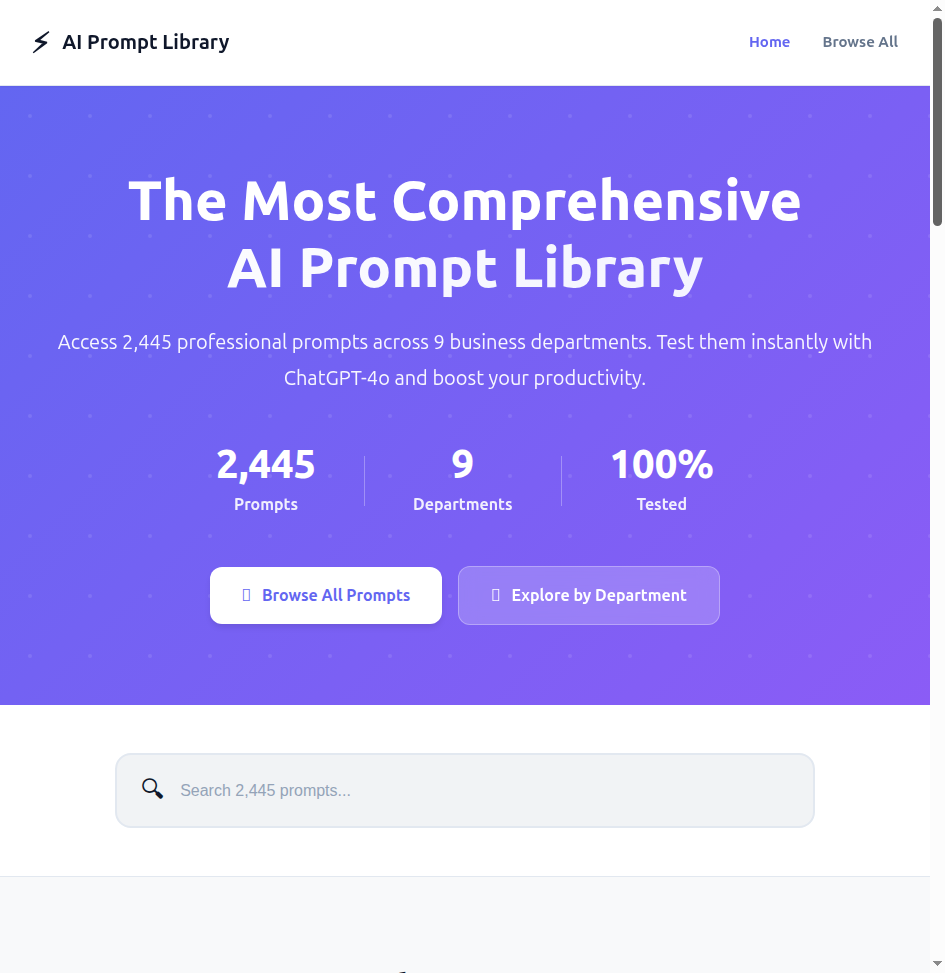 AI Prompt Library
Home
Browse All
The Most Comprehensive
AI Prompt Library
Access 2,445 professional prompts across 9 business departments. Test them instantly with
ChatGPT-4o and boost your productivity.
2,445
9
100%
Prompts
Departments
Tested
Browse All Prompts
Explore by Department
Search 2,445 prompts...